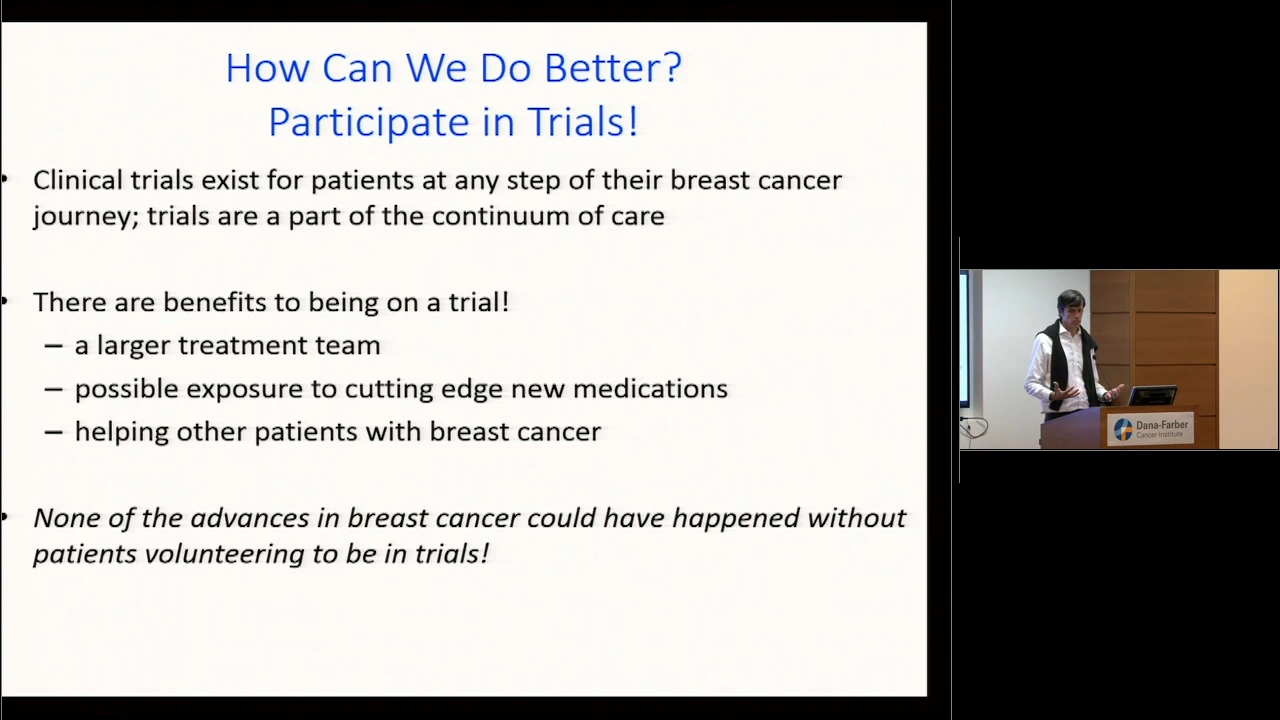 How Can We Do Better?
Participate in Trials!
• Clinical trials exist for patients at any step of their breast cancer
journey; trials are a part of the continuum of care
• There are benefits to being on a trial!
– a larger treatment team
– possible exposure to cutting edge new medications
– helping other patients with breast cancer
• None of the advances in breast cancer could have happened without
patients volunteering to be in trials!
Dana-Farber
Cancer Institute